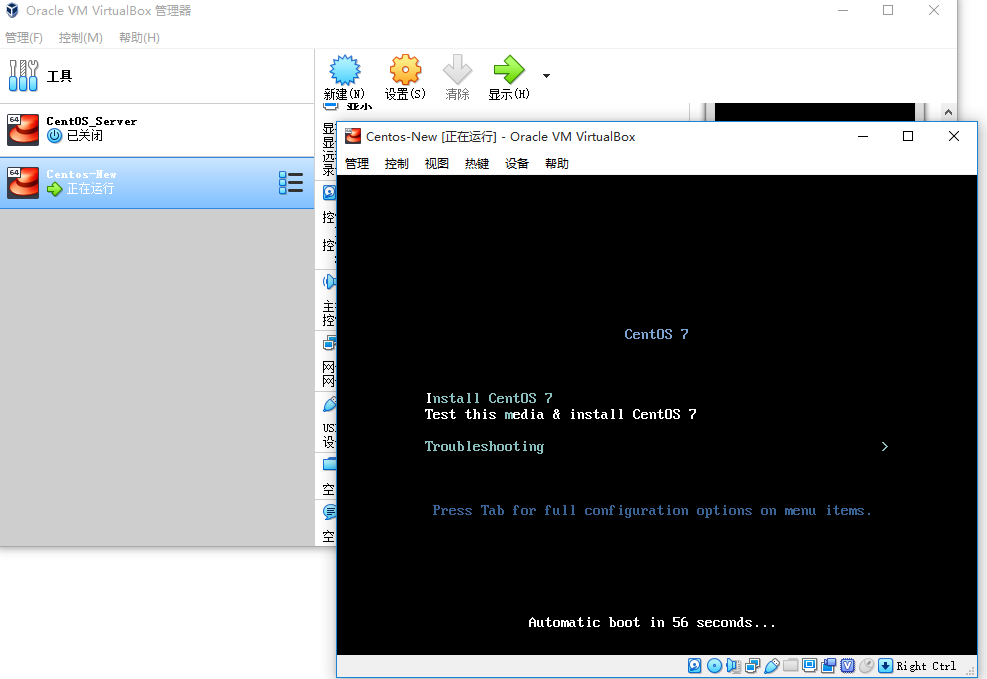 Oracle VM VirtualBox 管理器
管理(F) 控制(M) 帮助(H)
工具
新建(N) 设置(S) 清除 显示(H)
显示
64
CentOS_Server
已关闭
64
Centos-New
正在运行
显
显
远
录
控
控
主
控
网
网
US
设
空
空
Centos-New [正在运行] - Oracle VM VirtualBox
管理 控制 视图 热键 设备 帮助
CentOS 7
Install CentOS 7
Test this media & install CentOS 7
Troubleshooting >
Press Tab for full configuration options on menu items.
Automatic boot in 56 seconds...
Right Ctrl